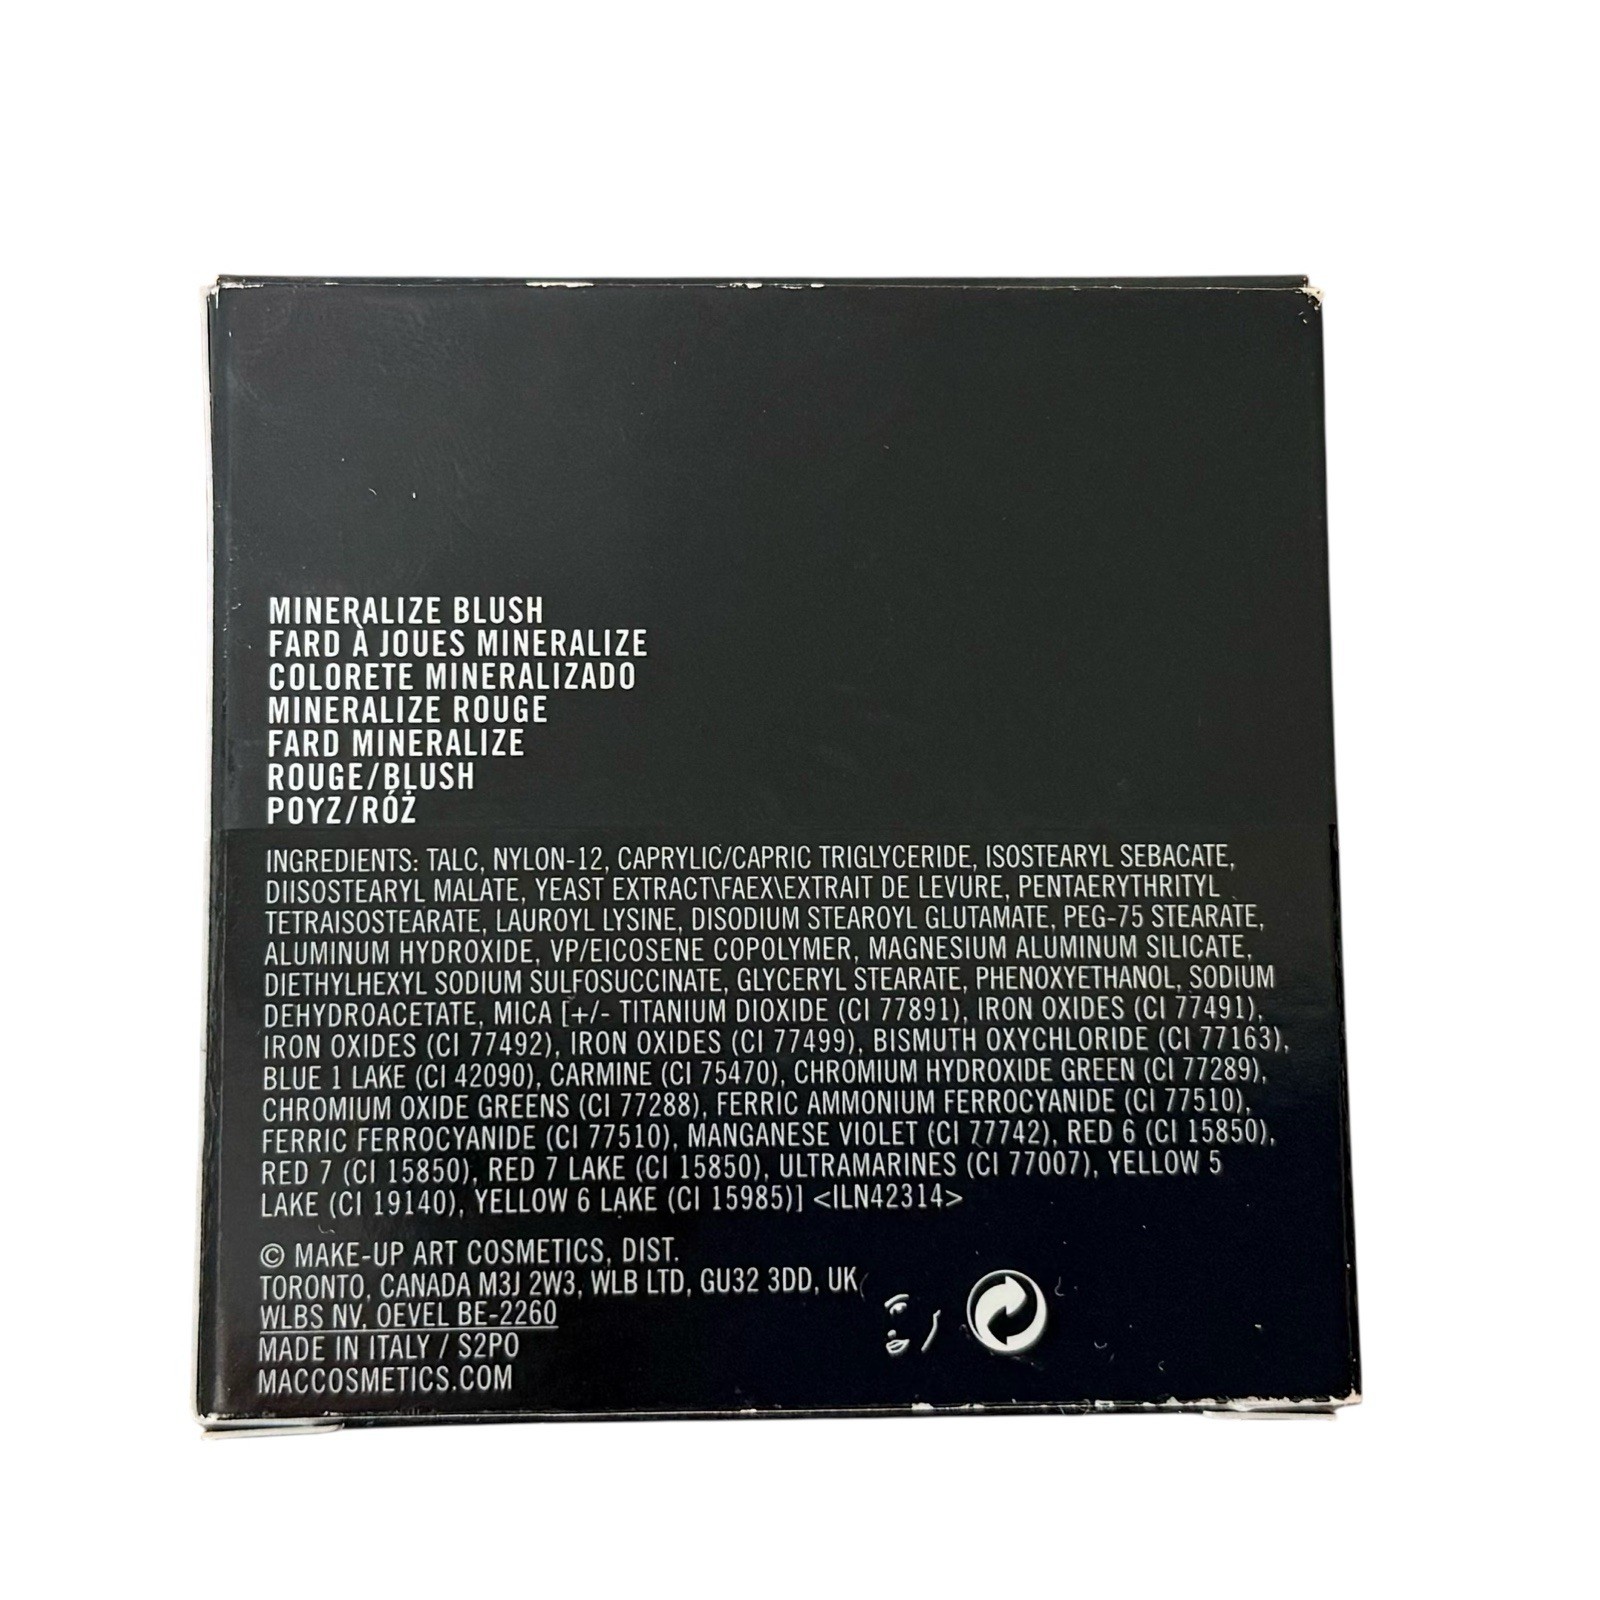 MINERALIZE BLUSH
FARD À JOUES MINERALIZE
COLORETE MINERALIZADO
MINERALIZE ROUGE
FARD MINERALIZE
ROUGE/BLUSH
ΡΟΥΖ/RÓŻ
INGREDIENTS: TALC, NYLON-12, CAPRYLIC/CAPRIC TRIGLYCERIDE, ISOSTEARYL SEBACATE,
DIISOSTEARYL MALATE, YEAST EXTRACT\FAEX\EXTRAIT DE LEVURE, PENTAERYTHRITYL
TETRAISOSTEARATE, LAUROYL LYSINE, DISODIUM STEAROYL GLUTAMATE, PEG-75 STEARATE,
ALUMINUM HYDROXIDE, VP/EICOSENE COPOLYMER, MAGNESIUM ALUMINUM SILICATE,
DIETHYLHEXYL SODIUM SULFOSUCCINATE, GLYCERYL STEARATE, PHENOXYETHANOL, SODIUM
DEHYDROACETATE, MICA [+/- TITANIUM DIOXIDE (CI 77891), IRON OXIDES (CI 77491),
IRON OXIDES (CI 77492), IRON OXIDES (CI 77499), BISMUTH OXYCHLORIDE (CI 77163),
BLUE 1 LAKE (CI 42090), CARMINE (CI 75470), CHROMIUM HYDROXIDE GREEN (CI 77289),
CHROMIUM OXIDE GREENS (CI 77288), FERRIC AMMONIUM FERROCYANIDE (CI 77510),
FERRIC FERROCYANIDE (CI 77510), MANGANESE VIOLET (CI 77742), RED 6 (CI 15850),
RED 7 (CI 15850), RED 7 LAKE (CI 15850), ULTRAMARINES (CI 77007), YELLOW 5
LAKE (CI 19140), YELLOW 6 LAKE (CI 15985)] <ILN42314>
© MAKE-UP ART COSMETICS, DIST.
TORONTO, CANADA M3J 2W3, WLB LTD, GU32 3DD, UK
WLBS NV, OEVEL BE-2260
MADE IN ITALY / S2PO
MACCOSMETICS.COM